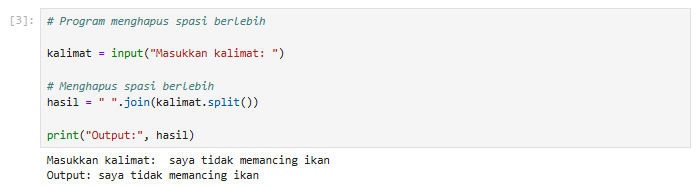 [3]: # Program menghapus spasi berlebih
kalimat = input("Masukkan kalimat: ")
# Menghapus spasi berlebih
hasil = " ".join(kalimat.split())
print("Output:", hasil)
Masukkan kalimat:  saya tidak memancing ikan
Output: saya tidak memancing ikan